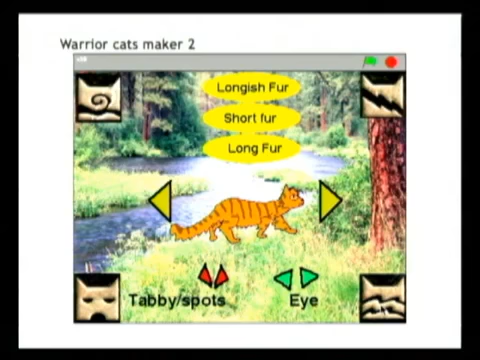 Warrior cats maker 2
Longish Fur
Short fur
Long Fur
Tabby/spots
Eye